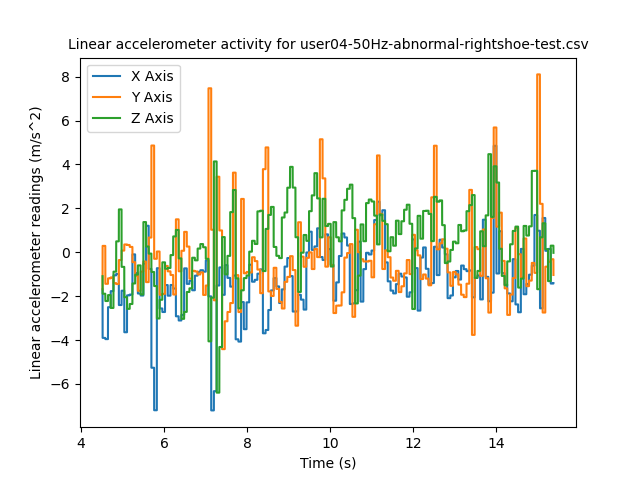 Linear accelerometer activity for user04-50Hz-abnormal-rightshoe-test.csv
X Axis
Y Axis
Z Axis
Linear accelerometer readings (m/s^2)
8
6
4
2
0
−2
−4
−6
4
6
8
10
12
14
Time (s)